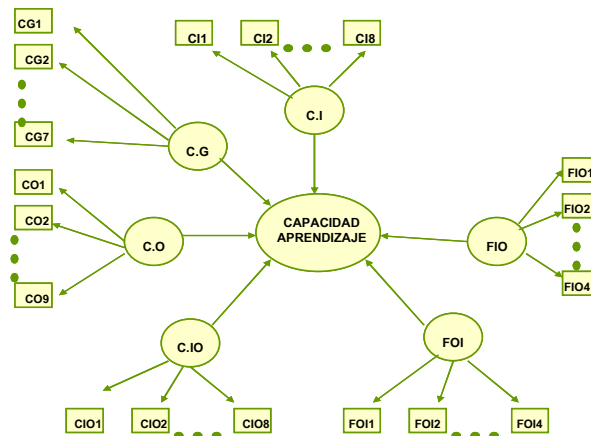 CG1
CI1
CI2
CI8
CG2
CG7
C.G
C.I
CO1
CO2
CO9
C.O
CAPACIDAD
APRENDIZAJE
FIO
FIO1
FIO2
FIO4
C.IO
FOI
CIO1
CIO2
CIO8
FOI1
FOI2
FOI4